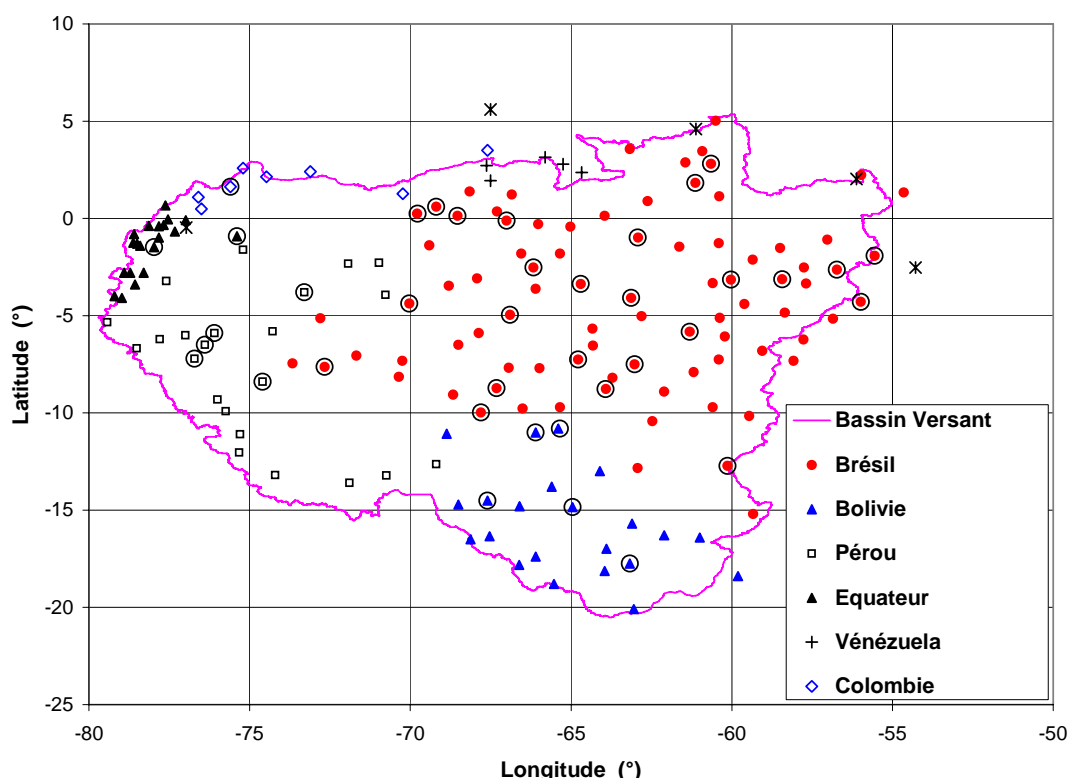 10
5
0
-5
-10
-15
-20
-25
Latitude (°)
-80 -75 -70 -65 -60 -55 -50
Longitude (°)
Bassin Versant
Brésil
Bolivie
Pérou
Equateur
Vénézuela
Colombie